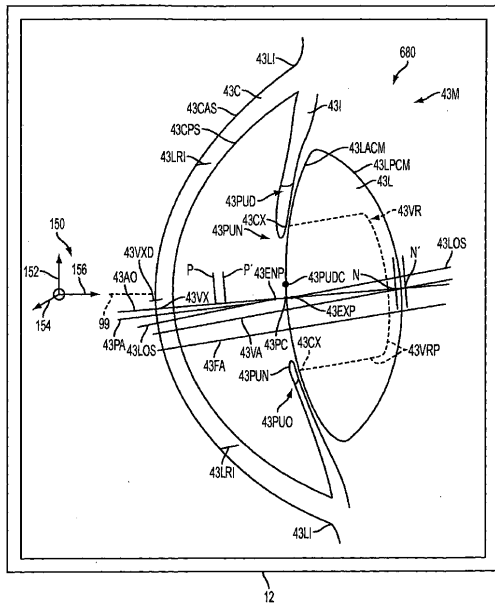 43LI
680
43C
43M
43CAS
43I
43CPS
43LACM
43LRI
43LPCM
43L
43PUD
43VR
43CX
43PUN
150
43VXD
152
156
43AO
43VX
P
P´
43ENP
43PUDC
N
N´
43LOS
154
99
43PA
43LOS
43VA
43PC
43EXP
43FA
43CX
43VRP
43PUN
43PUO
43LRI
43LI
12